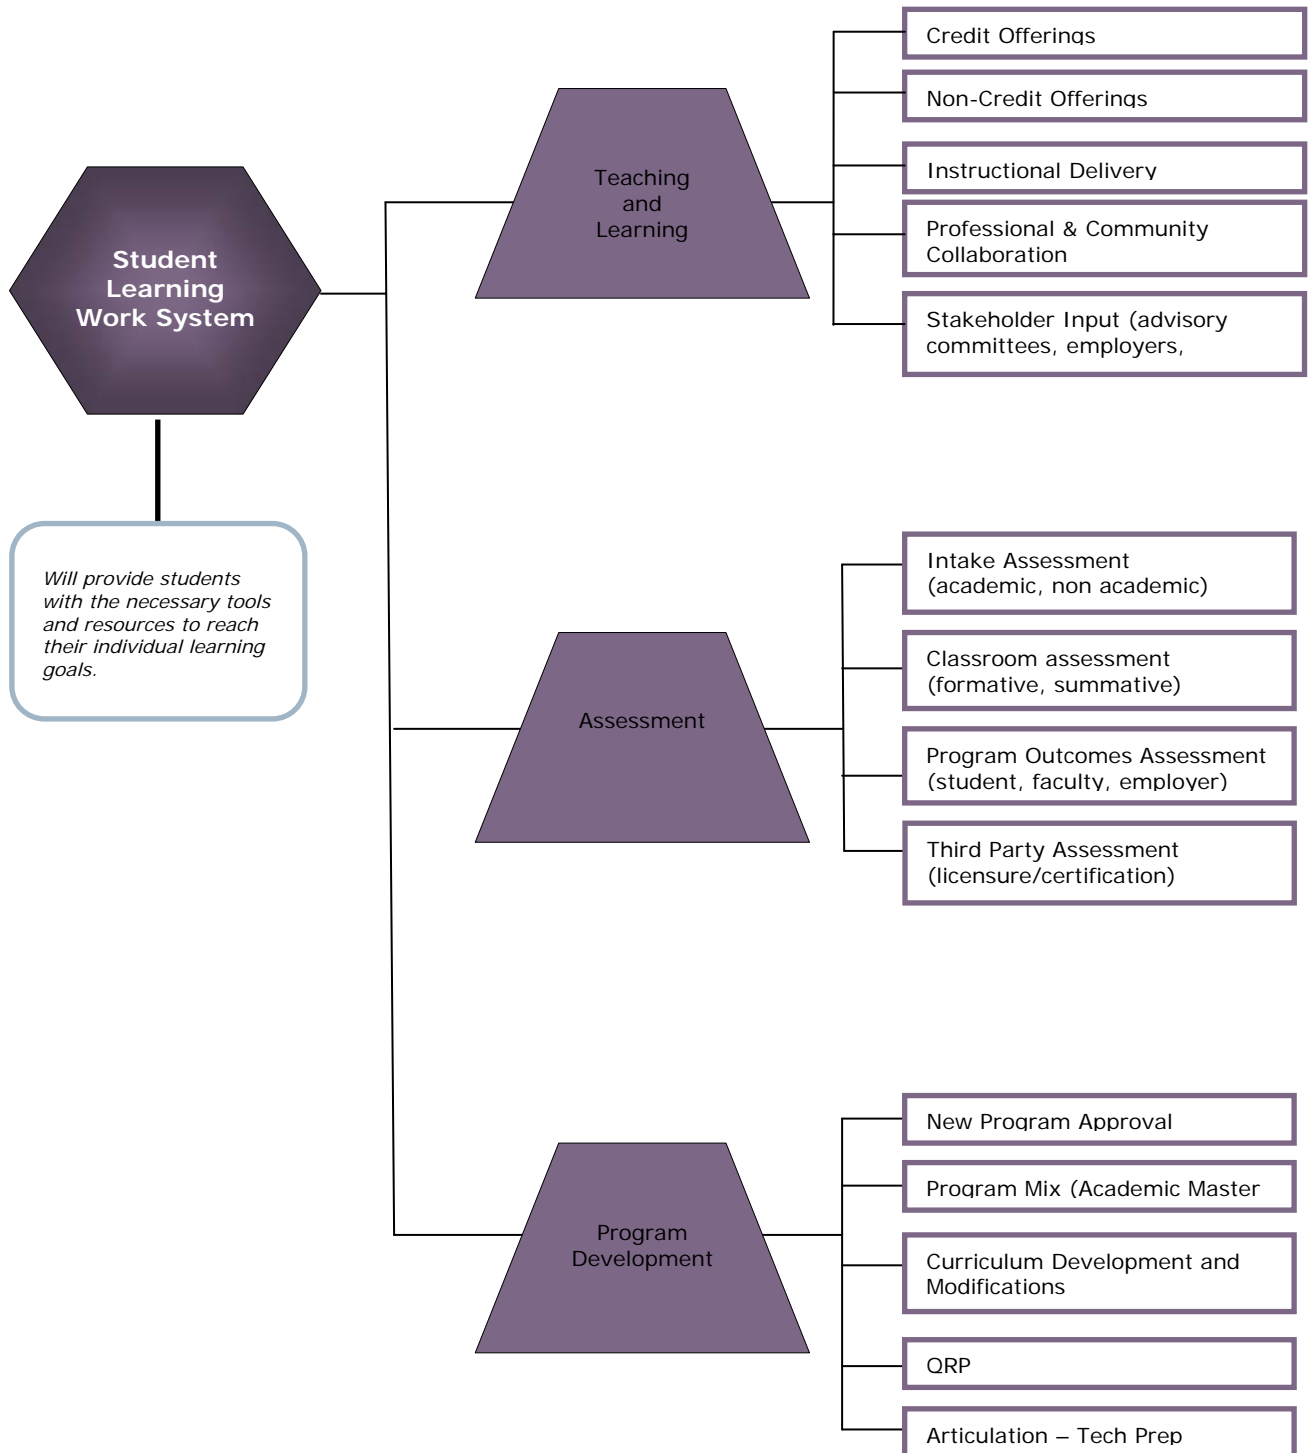 Student
Learning
Work System
Will provide students
with the necessary tools
and resources to reach
their individual learning
goals.
Teaching
and
Learning
Credit Offerings
Non-Credit Offerings
Instructional Delivery
Professional & Community
Collaboration
Stakeholder Input (advisory
committees, employers,
Assessment
Intake Assessment
(academic, non academic)
Classroom assessment
(formative, summative)
Program Outcomes Assessment
(student, faculty, employer)
Third Party Assessment
(licensure/certification)
Program
Development
New Program Approval
Program Mix (Academic Master
Curriculum Development and
Modifications
QRP
Articulation – Tech Prep